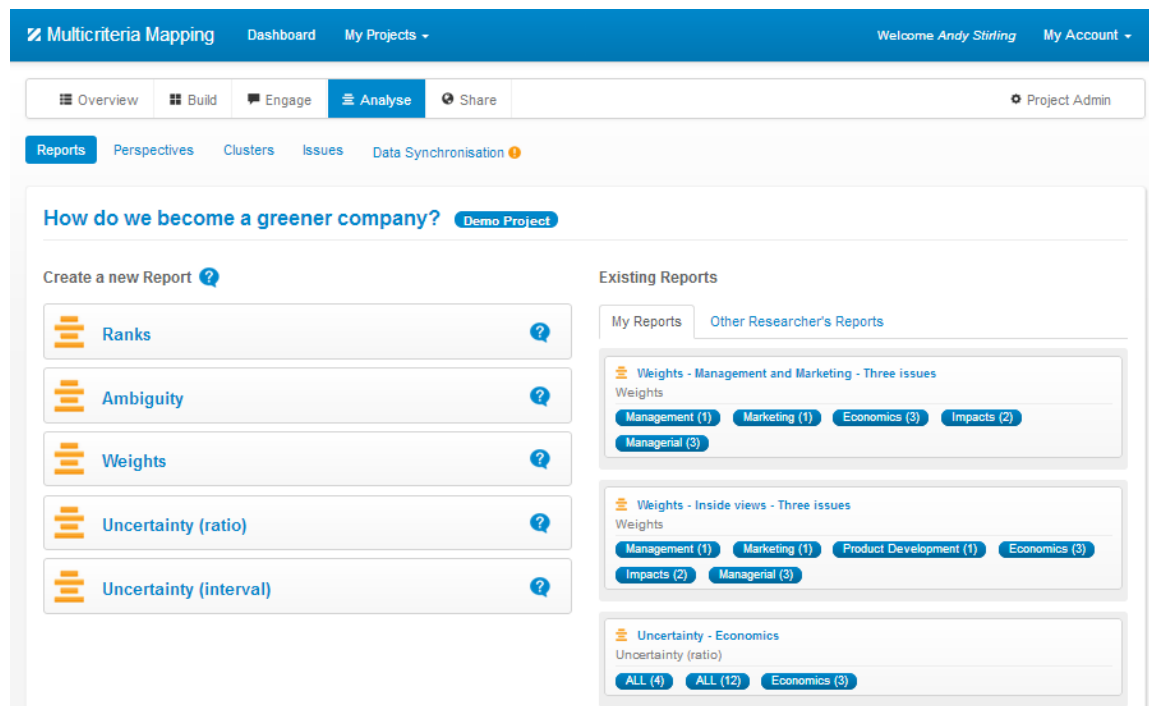 Multicriteria Mapping Dashboard My Projects Welcome Andy Stirling My Account
Overview Build Engage Analyse Share Project Admin
Reports Perspectives Clusters Issues Data Synchronisation !
How do we become a greener company? Demo Project
Create a new Report ?
Ranks ?
Ambiguity ?
Weights ?
Uncertainty (ratio) ?
Uncertainty (interval) ?
Existing Reports
My Reports Other Researcher's Reports
Weights - Management and Marketing - Three issues
Weights
Management (1) Marketing (1) Economics (3) Impacts (2)
Managerial (3)
Weights - Inside views - Three issues
Weights
Management (1) Marketing (1) Product Development (1) Economics (3)
Impacts (2) Managerial (3)
Uncertainty - Economics
Uncertainty (ratio)
ALL (4) ALL (12) Economics (3)